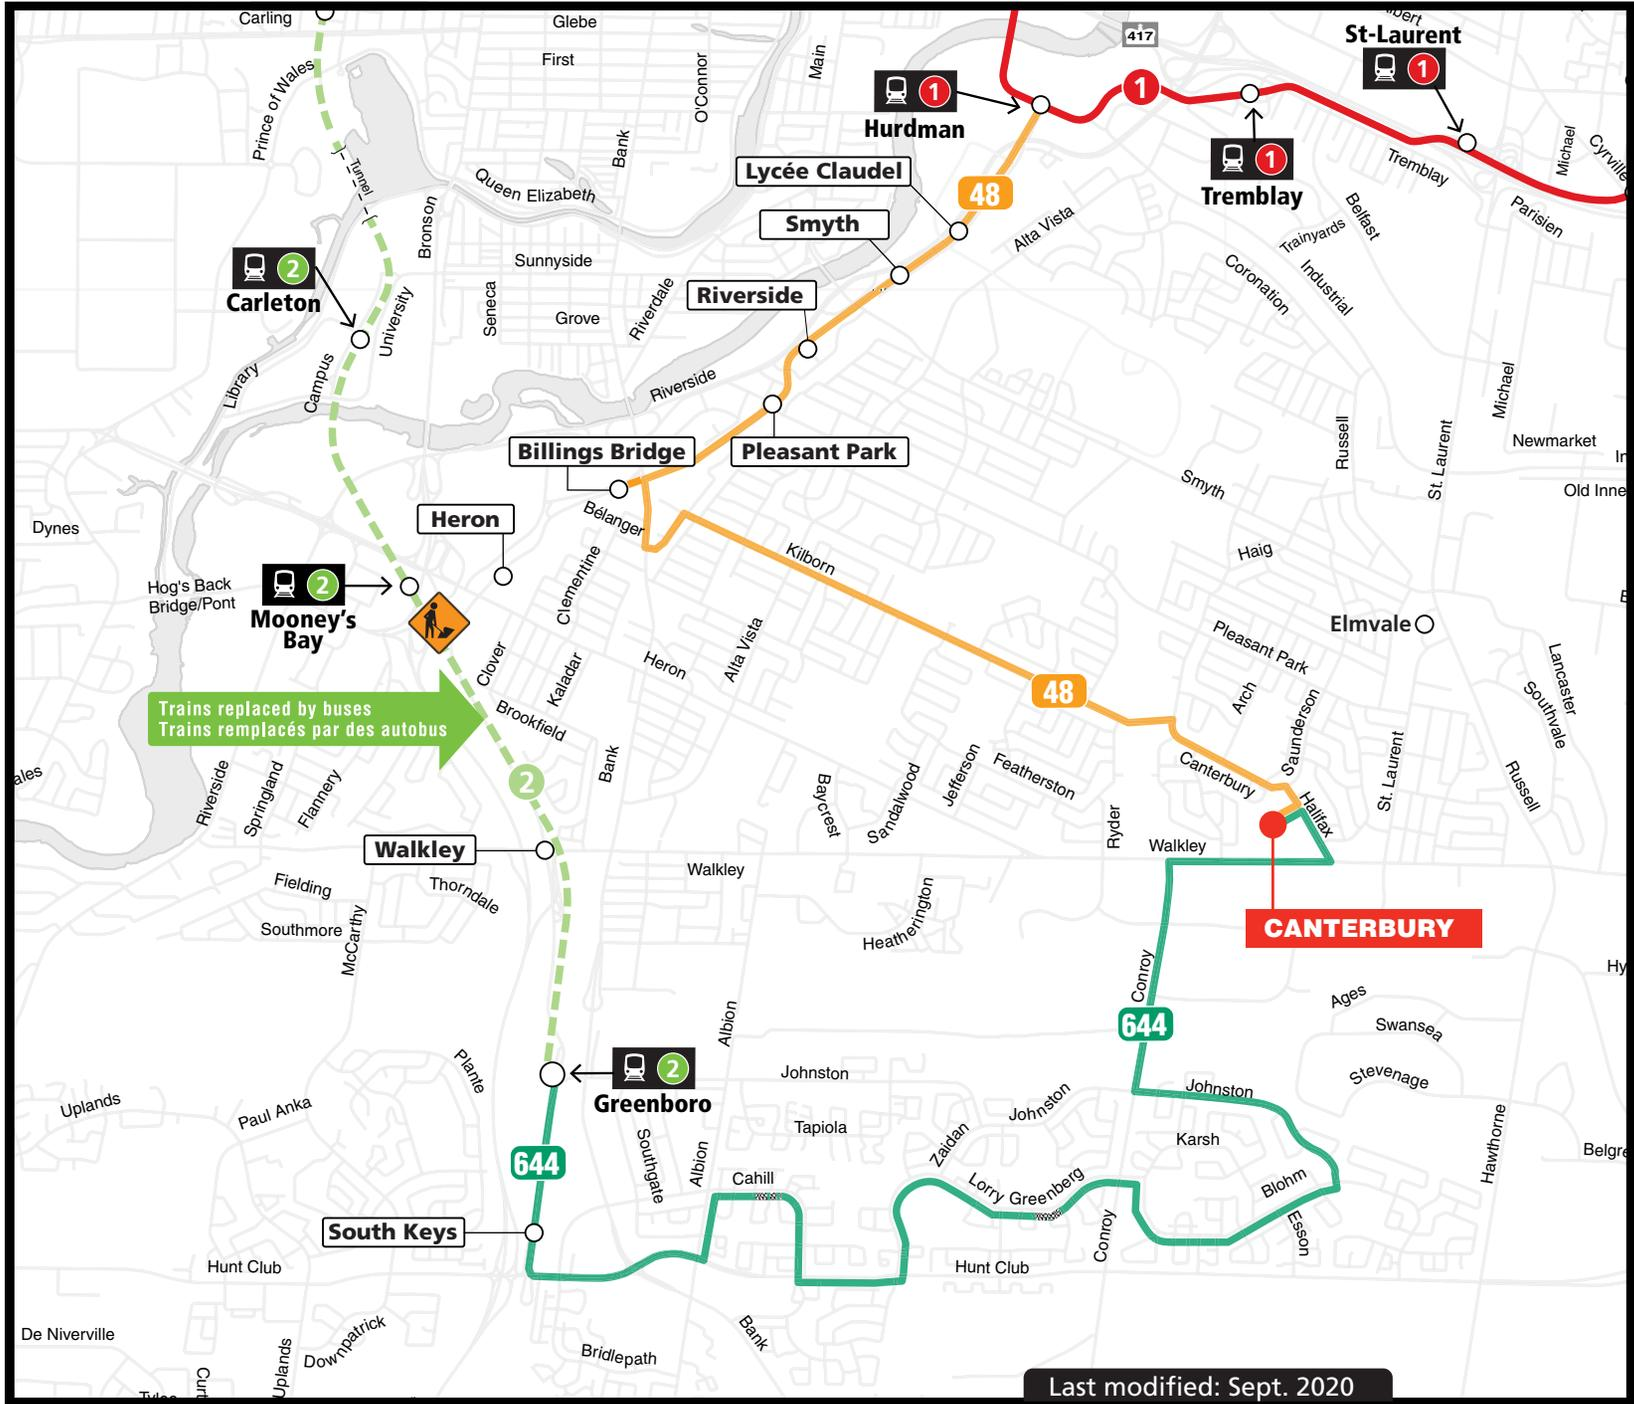 Carling
Glebe
First
Main
O'Connor
Bank
Prince of Wales
417
St-Laurent
1
Hurdman
1
1
Tremblay
1
Tremblay
Michael
Parisien
Tunnel
Queen Elizabeth
Lycée Claudel
48
Smyth
Alta Vista
Belfast
Trainyards
Industrial
Coronation
Bronson
Sunnyside
2
Carleton
University
Seneca
Grove
Riverdale
Riverside
Library
Campus
Riverside
Michael
Russell
St. Laurent
Newmarket
Billings Bridge
Pleasant Park
Smyth
Old Inne
Dynes
Heron
Bélanger
Kilborn
Haig
Clementine
Hog's Back
Bridge/Pont
2
Mooney's
Bay
Elmvale
Pleasant Park
Clover
Kaladar
Heron
Alta Vista
48
Arch
Saunderson
Lancaster
Southvale
Trains replaced by buses
Trains remplacés par des autobus
Brookfield
2
Bank
Riverside
Springland
Flannery
Baycrest
Sandalwood
Jefferson
Featherston
Canterbury
Halifax
St. Laurent
Russell
Ryder
Walkley
Walkley
Walkley
Fielding
Thorndale
Southmore
McCarthy
Heatherington
CANTERBURY
Conroy
Ages
Swansea
644
Albion
Stevenage
Plante
2
Greenboro
Johnston
Johnston
Johnston
Uplands
Paul Anka
Tapiola
Karsh
Zaidan
Hawthorne
Southgate
Albion
644
Cahill
Lorry Greenberg
Blohm
Esson
Conroy
South Keys
Hunt Club
Hunt Club
De Niverville
Downpatrick
Uplands
Bank
Bridlepath
Last modified: Sept. 2020